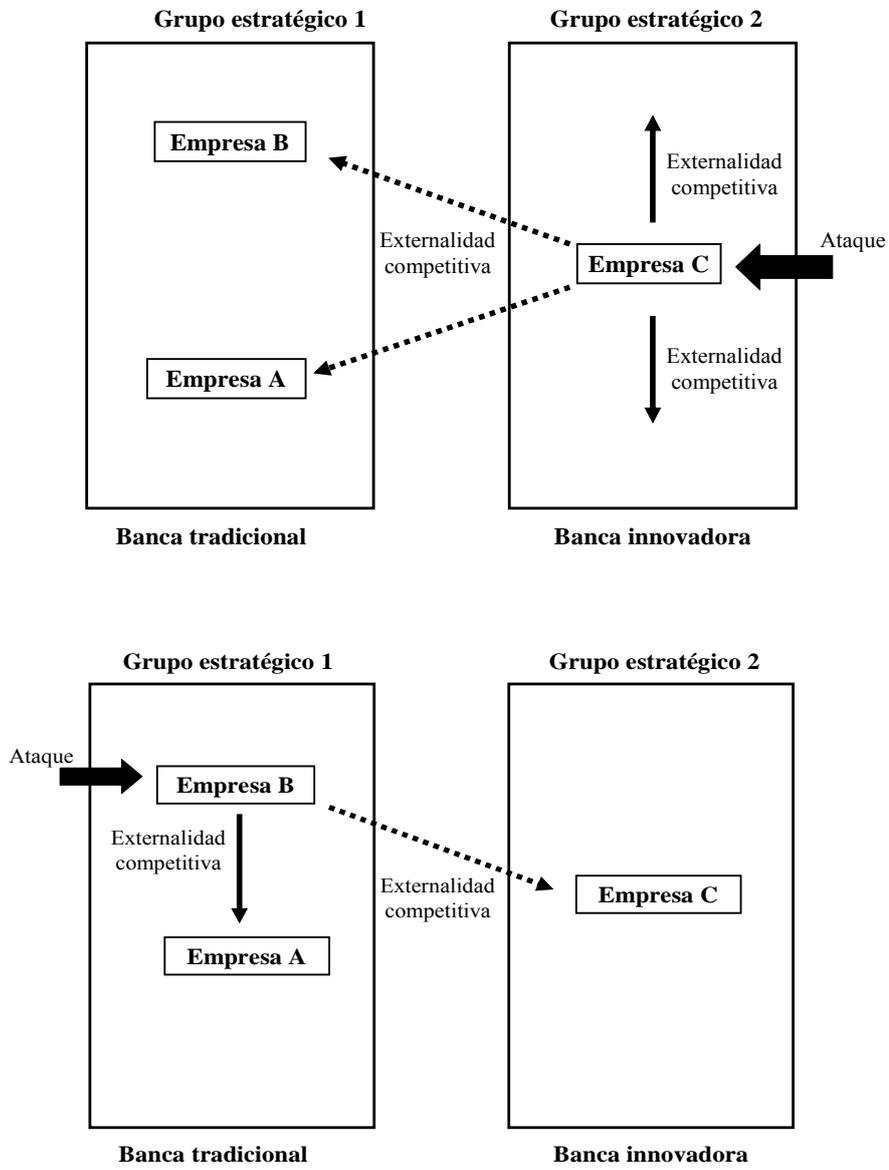 Grupo estratégico 1
Grupo estratégico 2
Empresa B
Externalidad
competitiva
Externalidad
competitiva
Ataque
Empresa C
Externalidad
competitiva
Empresa A
Banca tradicional
Banca innovadora
Grupo estratégico 1
Grupo estratégico 2
Ataque
Empresa B
Externalidad
competitiva
Externalidad
competitiva
Empresa C
Empresa A
Banca tradicional
Banca innovadora